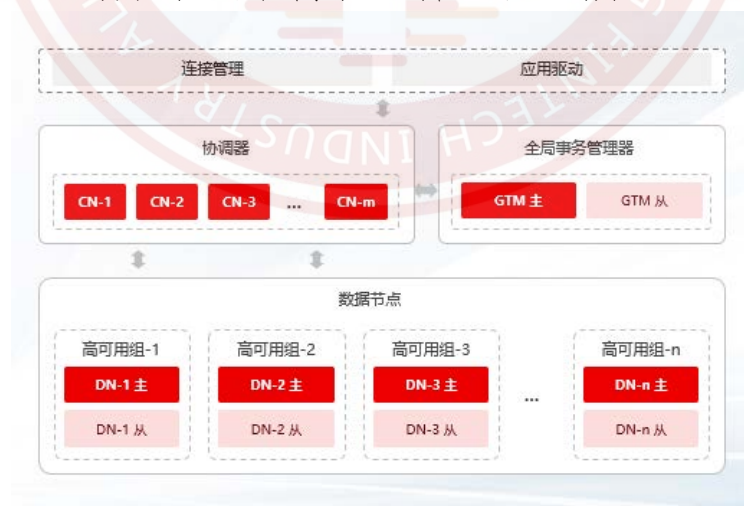 连接管理 应用驱动
协调器 全局事务管理器
CN-1 CN-2 CN-3 ... CN-m GTM 主 GTM 从
数据节点
高可用组-1 高可用组-2 高可用组-3 高可用组-n
DN-1 主 DN-2 主 DN-3 主 ... DN-n 主
DN-1 从 DN-2 从 DN-3 从 DN-n 从
FINTECH INDUSTRY AL